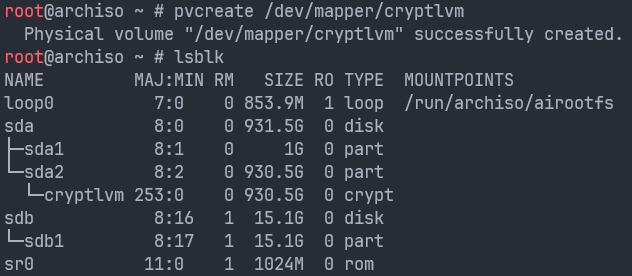 root@archiso ~ # pvcreate /dev/mapper/cryptlvm
  Physical volume "/dev/mapper/cryptlvm" successfully created.
root@archiso ~ # lsblk
NAME         MAJ:MIN RM   SIZE RO TYPE  MOUNTPOINTS
loop0          7:0    0 853.9M  1 loop  /run/archiso/airootfs
sda            8:0    0 931.5G  0 disk
├─sda1         8:1    0     1G  0 part
└─sda2         8:2    0 930.5G  0 part
  └─cryptlvm 253:0    0 930.5G  0 crypt
sdb            8:16   1  15.1G  0 disk
└─sdb1         8:17   1  15.1G  0 part
sr0           11:0    1  1024M  0 rom